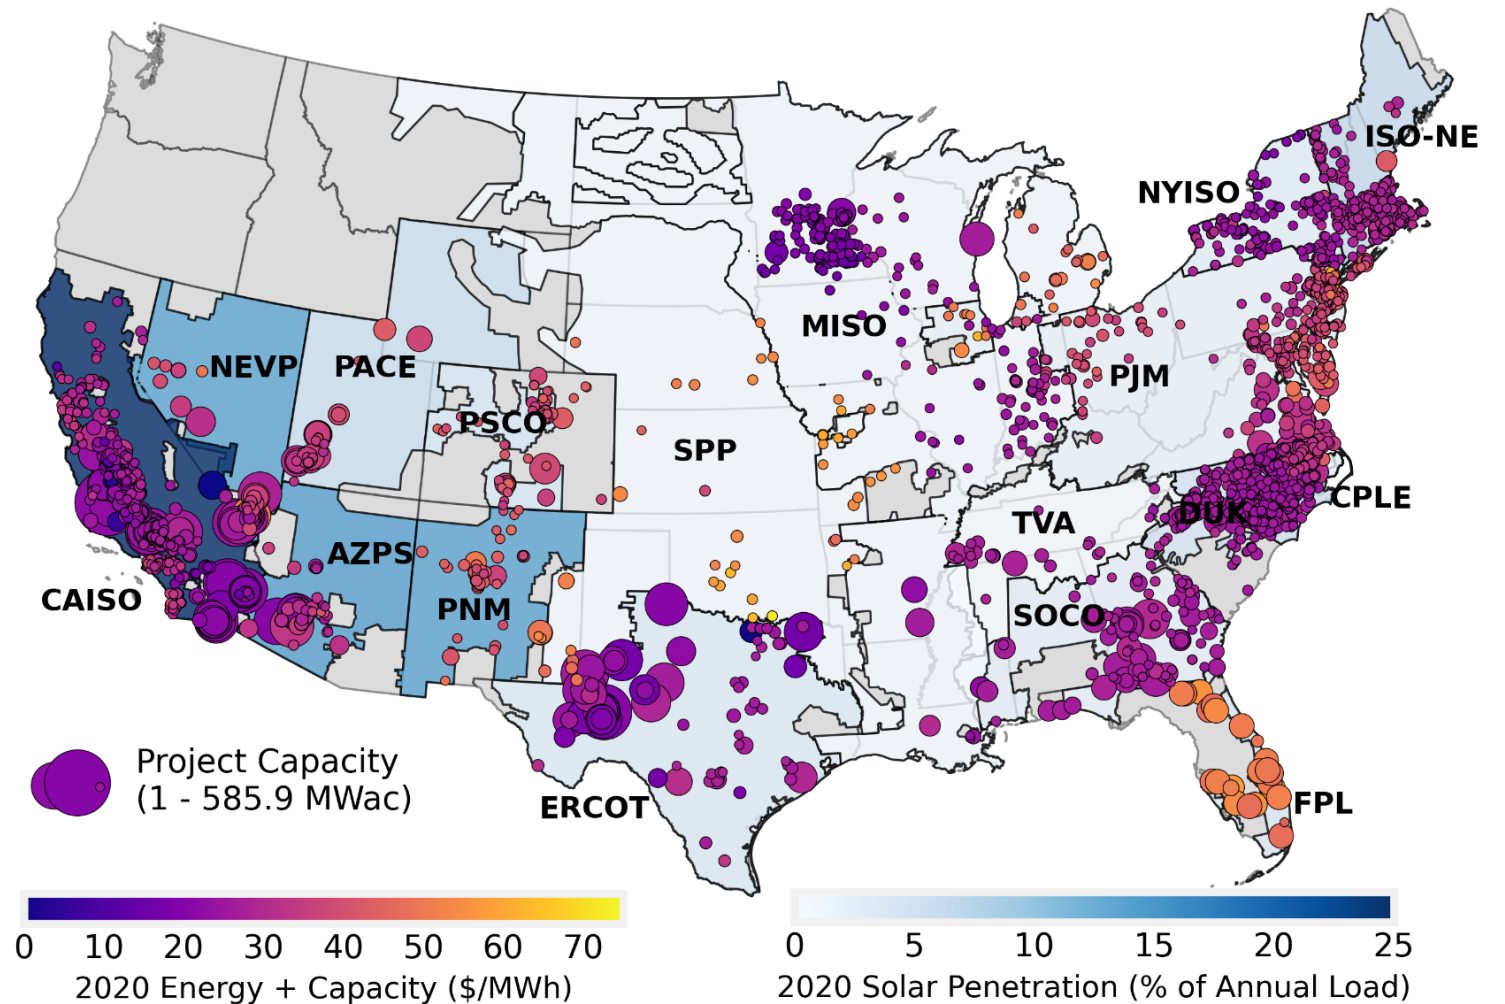 ISO-NE
NYISO
MISO
NEVP
PACE
PJM
PSCO
SPP
CPLE
DUK
TVA
AZPS
CAISO
PNM
SOCO
Project Capacity
(1 - 585.9 MWac)
ERCOT
FPL
0 10 20 30 40 50 60 70
2020 Energy + Capacity ($/MWh)
0 5 10 15 20 25
2020 Solar Penetration (% of Annual Load)